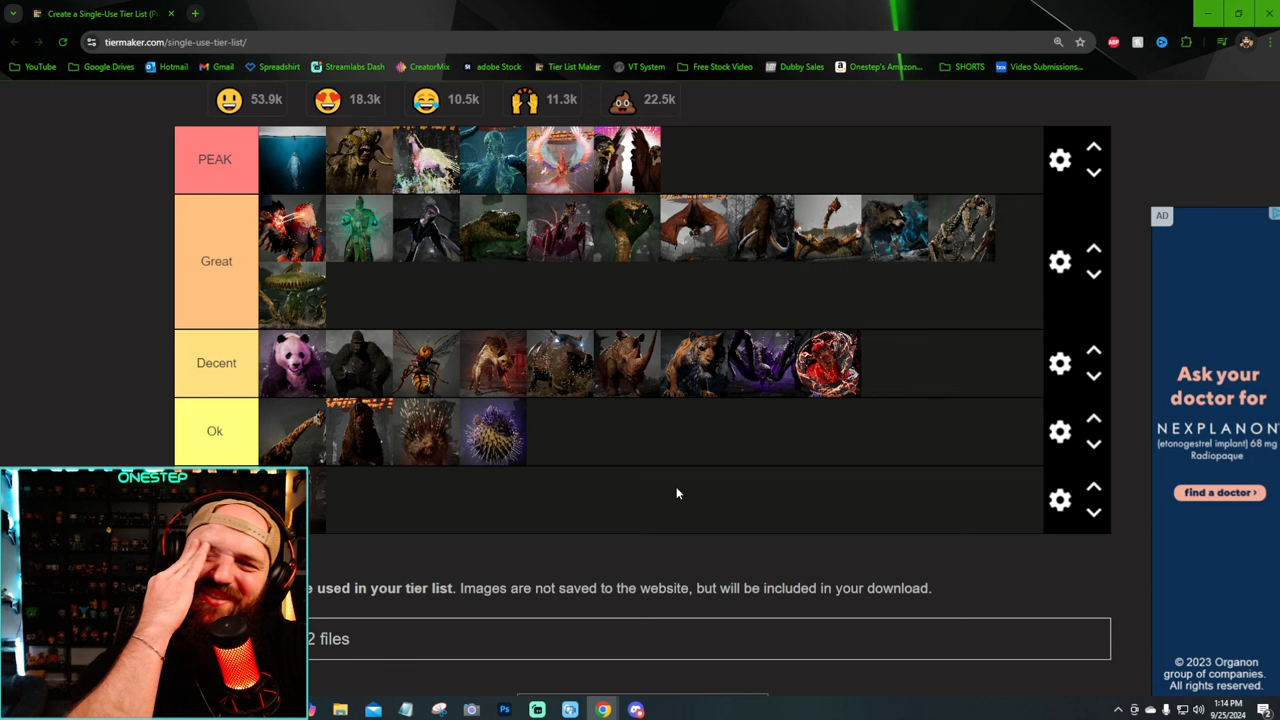 Create a Single-Use Tier List (P
tiermaker.com/single-use-tier-list/
ABP
YouTube
Google Drives
Hotmail
Gmail
Spreadshirt
Streamlabs Dash
CreatorMix
St adobe Stock
Tier List Maker
VT System
Free Stock Video
Dubby Sales
Onestep's Amazon...
SHORTS
Video Submissions...
53.9k
18.3k
10.5k
11.3k
22.5k
PEAK
Great
Decent
Ok
AD
Ask your
doctor for
NEXPLANON
(etonogestrel implant) 68 mg
Radiopaque
find a doctor ›
© 2023 Organon
group of companies.
All rights reserved.
ONESTEP
e used in your tier list. Images are not saved to the website, but will be included in your download.
2 files
Ps
1:14 PM
9/25/2024
2